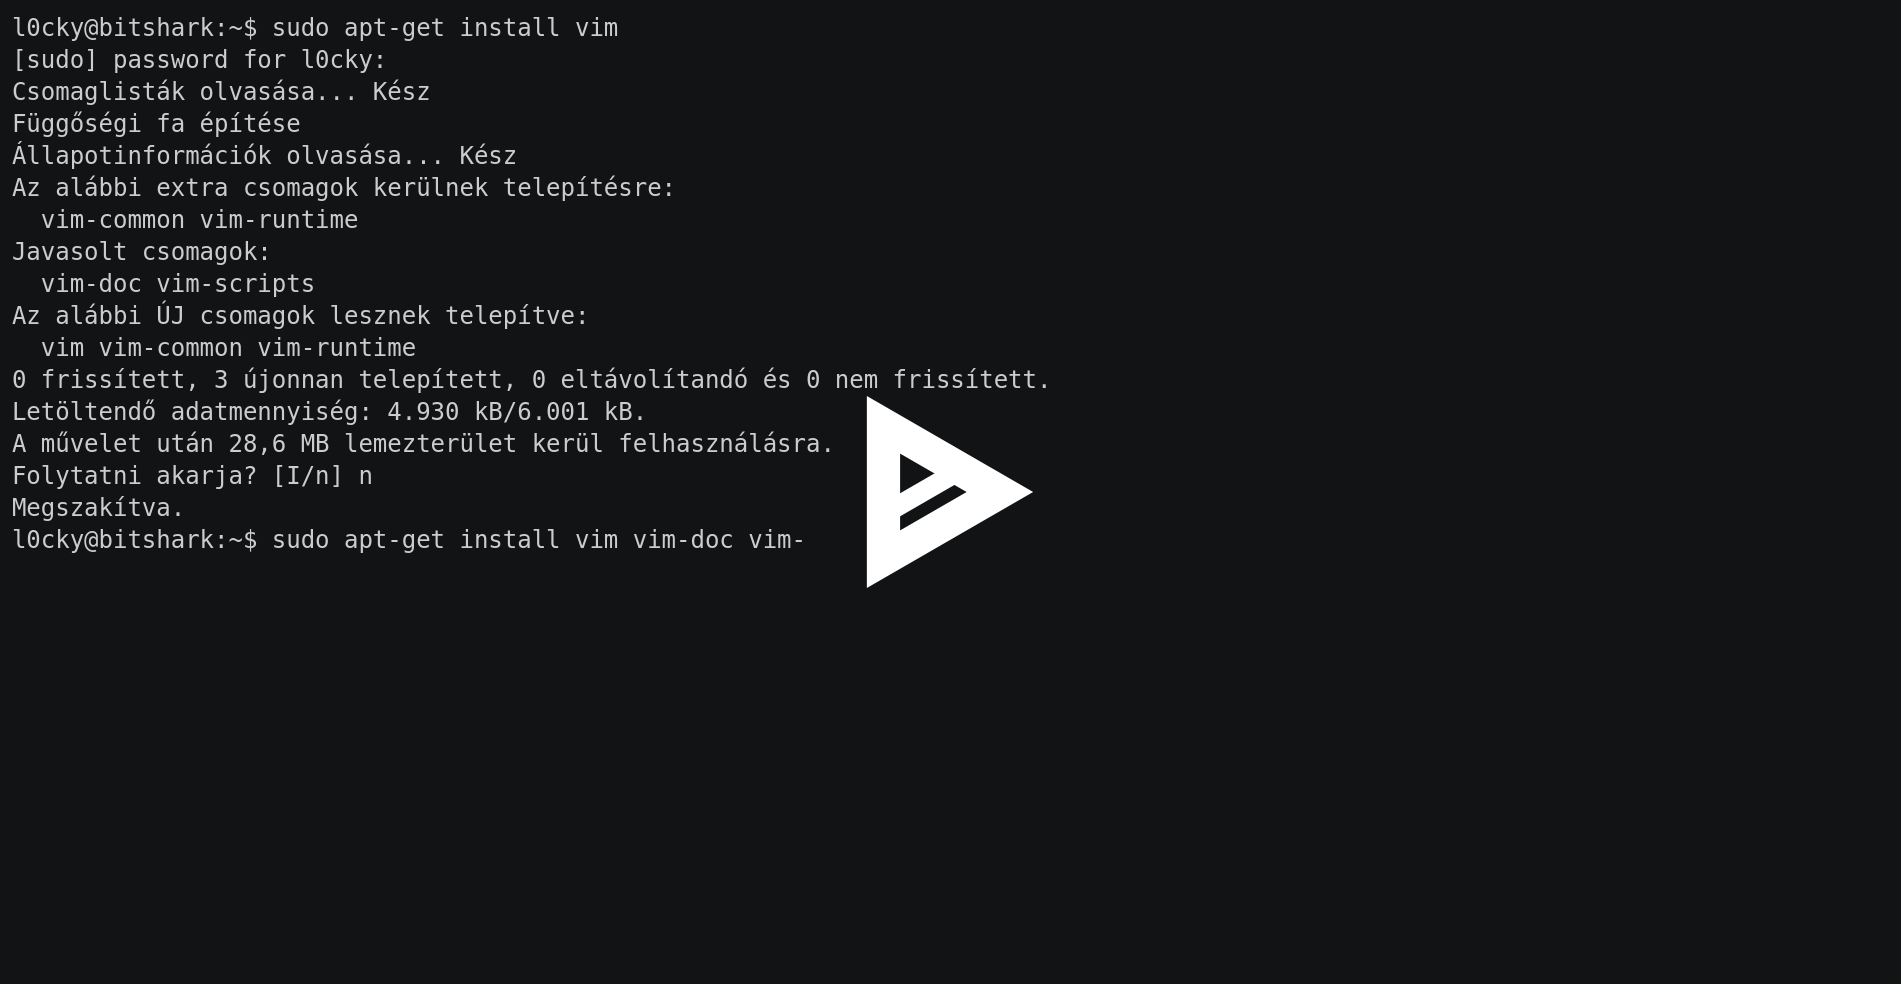 l0cky@bitshark:~$ sudo apt-get install vim
[sudo] password for l0cky:
Csomaglisták olvasása... Kész
Függőségi fa építése
Állapotinformációk olvasása... Kész
Az alábbi extra csomagok kerülnek telepítésre:
  vim-common vim-runtime
Javasolt csomagok:
  vim-doc vim-scripts
Az alábbi ÚJ csomagok lesznek telepítve:
  vim vim-common vim-runtime
0 frissített, 3 újonnan telepített, 0 eltávolítandó és 0 nem frissített.
Letöltendő adatmennyiség: 4.930 kB/6.001 kB.
A művelet után 28,6 MB lemezterület kerül felhasználásra.
Folytatni akarja? [I/n] n
Megszakítva.
l0cky@bitshark:~$ sudo apt-get install vim vim-doc vim-